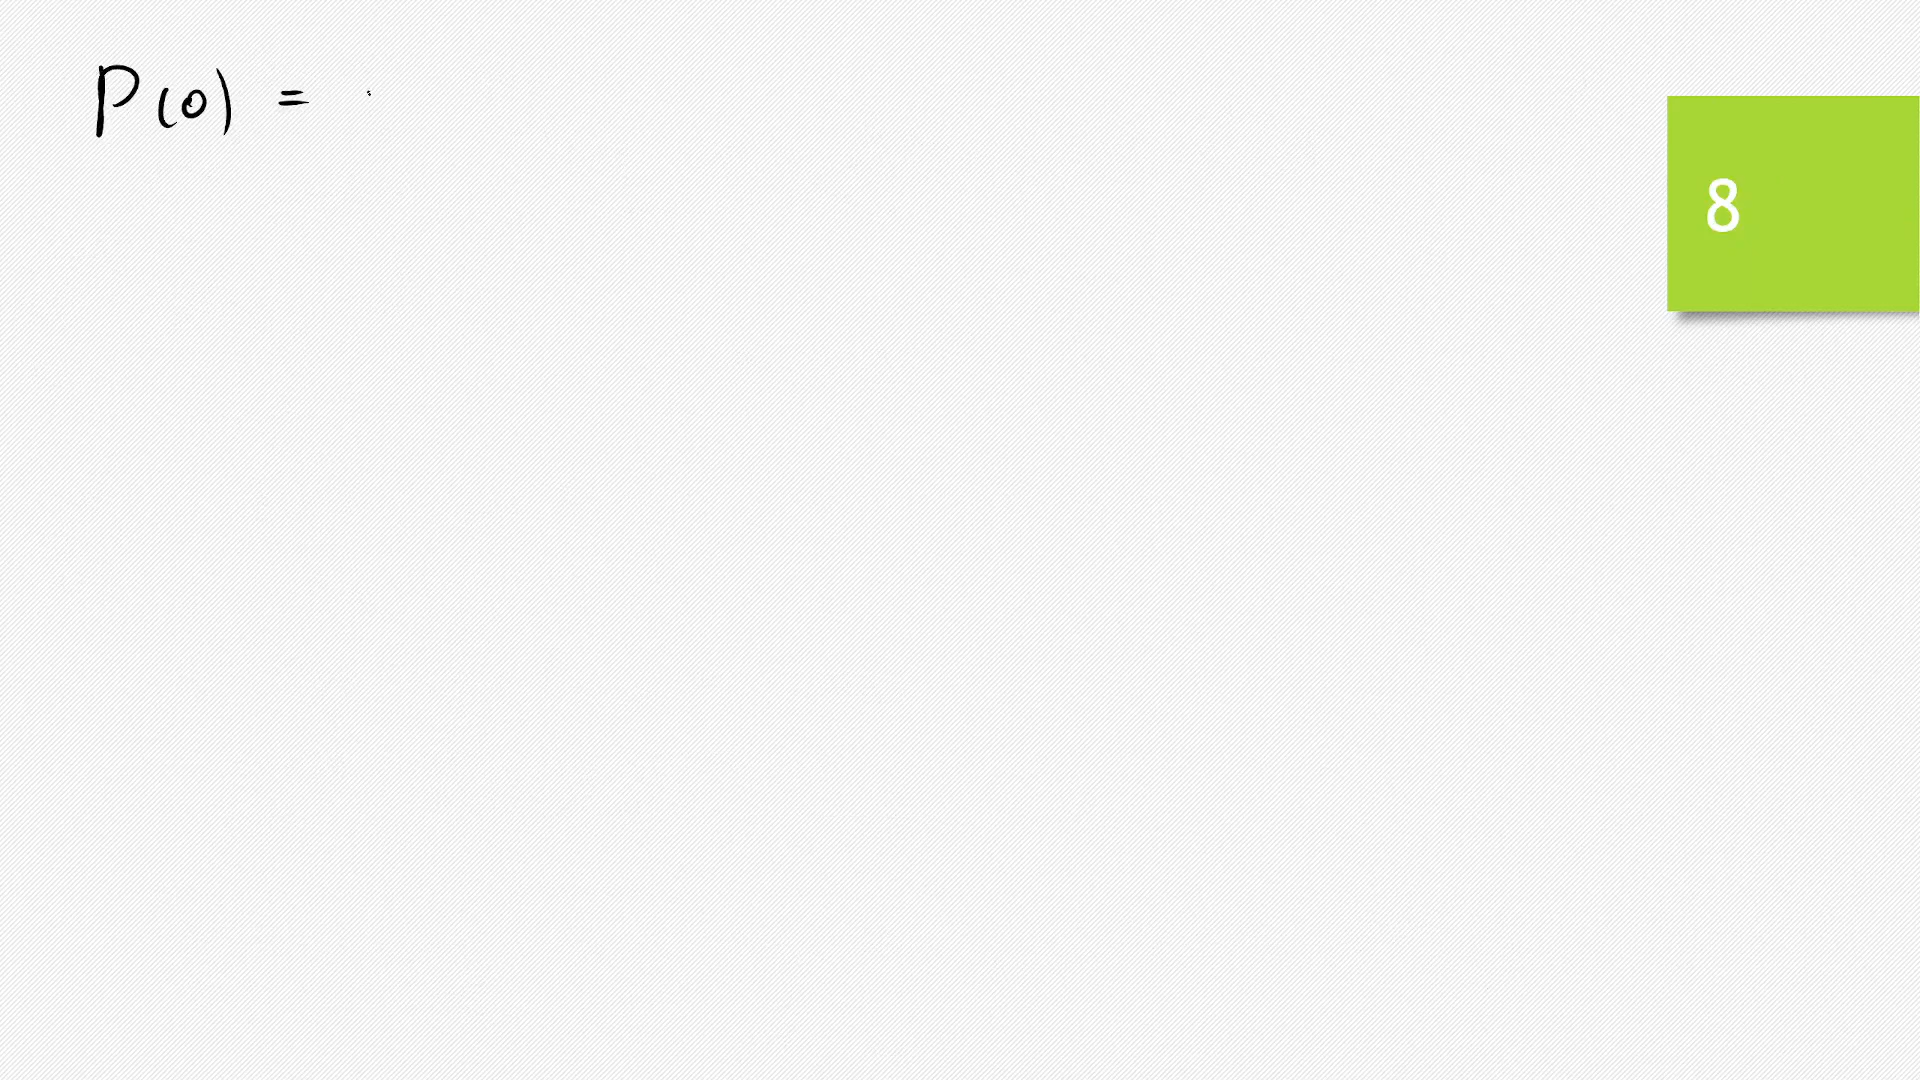 P(0) =
8